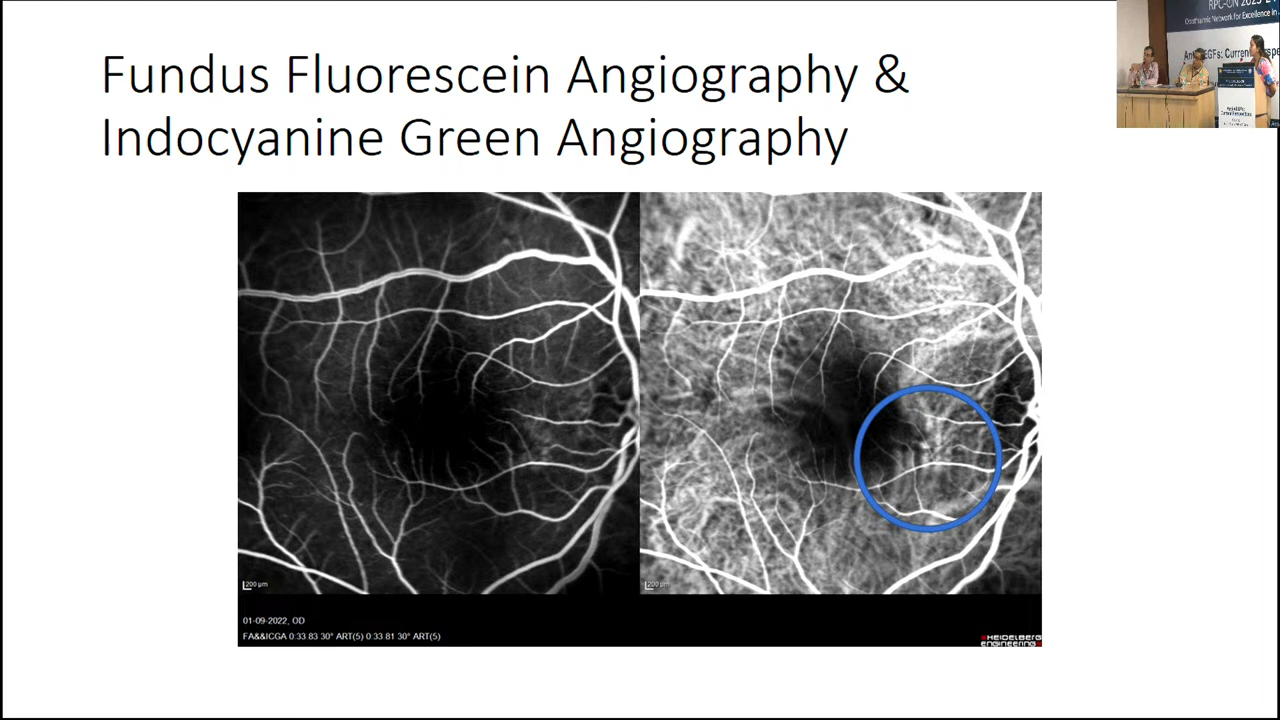 Fundus Fluorescein Angiography &
Indocyanine Green Angiography
200 µm
200 µm
01-09-2022, OD
FA&&ICGA 0:33 83 30° ART(5) 0:33 81 30° ART(5)
HEIDELBERG
ENGINEERING